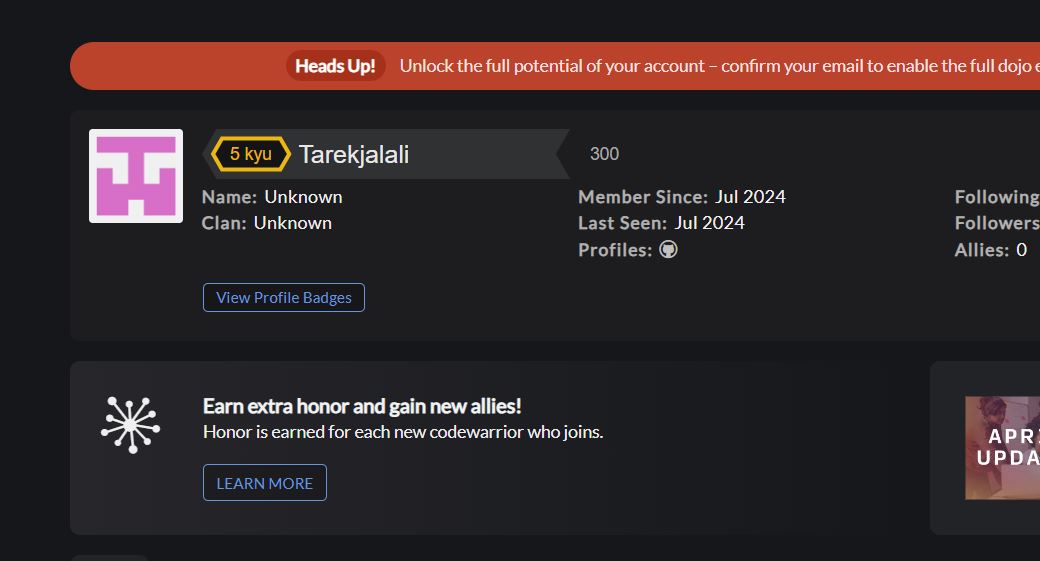 Heads Up! Unlock the full potential of your account – confirm your email to enable the full dojo
5 kyu Tarekjalali 300
Name: Unknown Member Since: Jul 2024 Following
Clan: Unknown Last Seen: Jul 2024 Followers
Profiles: Allies: 0
View Profile Badges
Earn extra honor and gain new allies!
Honor is earned for each new codewarrior who joins.
LEARN MORE